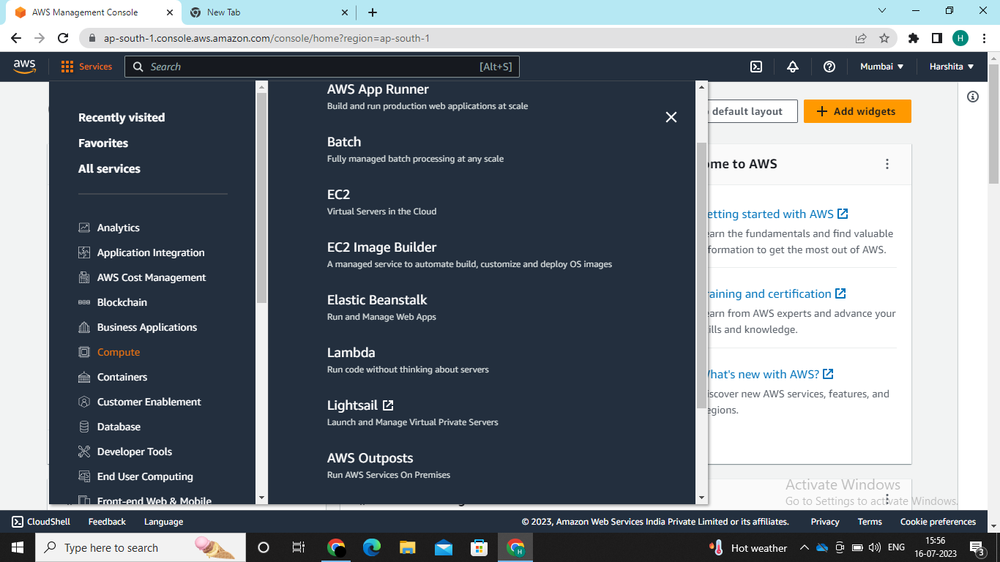 AWS Management Console
New Tab
ap-south-1.console.aws.amazon.com/console/home?region=ap-south-1
H
aws
Services
Search
[Alt+S]
Mumbai
Harshita
default layout
Add widgets
Recently visited
Favorites
All services
Analytics
Application Integration
AWS Cost Management
Blockchain
Business Applications
Compute
Containers
Customer Enablement
Database
Developer Tools
End User Computing
Front-end Web & Mobile
AWS App Runner
Build and run production web applications at scale
Batch
Fully managed batch processing at any scale
EC2
Virtual Servers in the Cloud
EC2 Image Builder
A managed service to automate build, customize and deploy OS images
Elastic Beanstalk
Run and Manage Web Apps
Lambda
Run code without thinking about servers
Lightsail
Launch and Manage Virtual Private Servers
AWS Outposts
Run AWS Services On Premises
ome to AWS
etting started with AWS
earn the fundamentals and find valuable
formation to get the most out of AWS.
raining and certification
earn from AWS experts and advance your
ills and knowledge.
hat's new with AWS?
iscover new AWS services, features, and
egions.
Activate Windows
Go to Settings to activate Windows.
CloudShell
Feedback
Language
© 2023, Amazon Web Services India Private Limited or its affiliates.
Privacy
Terms
Cookie preferences
Type here to search
H
Hot weather
ENG
15:56
16-07-2023
3